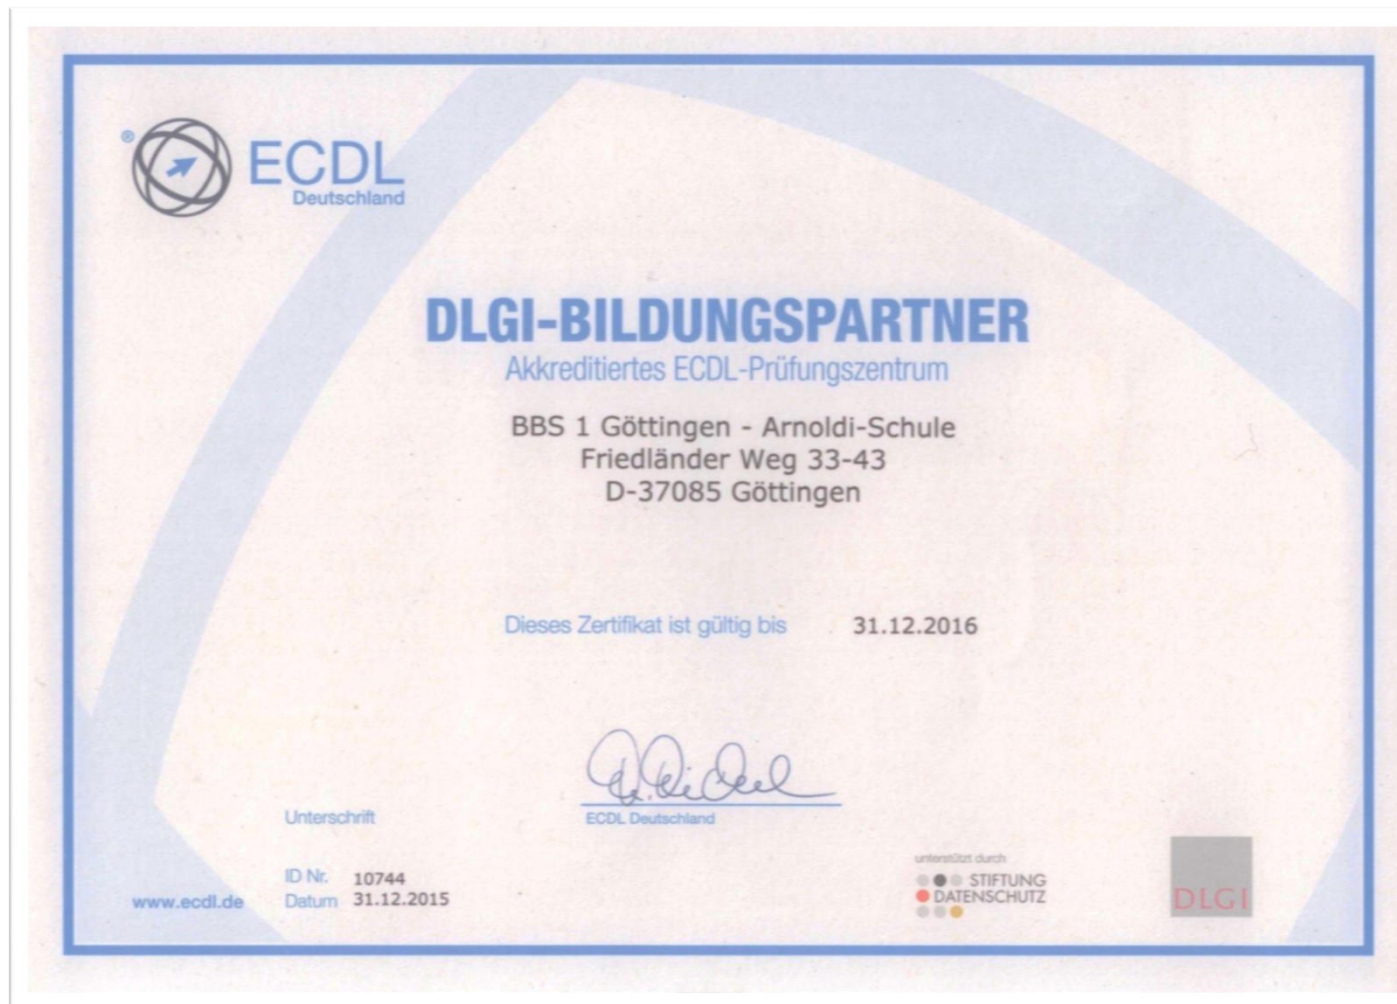 ® ECDL
Deutschland
DLGI-BILDUNGSPARTNER
Akkreditiertes ECDL-Prüfungszentrum
BBS 1 Göttingen - Arnoldi-Schule
Friedländer Weg 33-43
D-37085 Göttingen
Dieses Zertifikat ist gültig bis 31.12.2016
Unterschrift
ECDL Deutschland
www.ecdl.de
ID Nr. 10744
Datum 31.12.2015
unterstützt durch
STIFTUNG
DATENSCHUTZ
DLGI